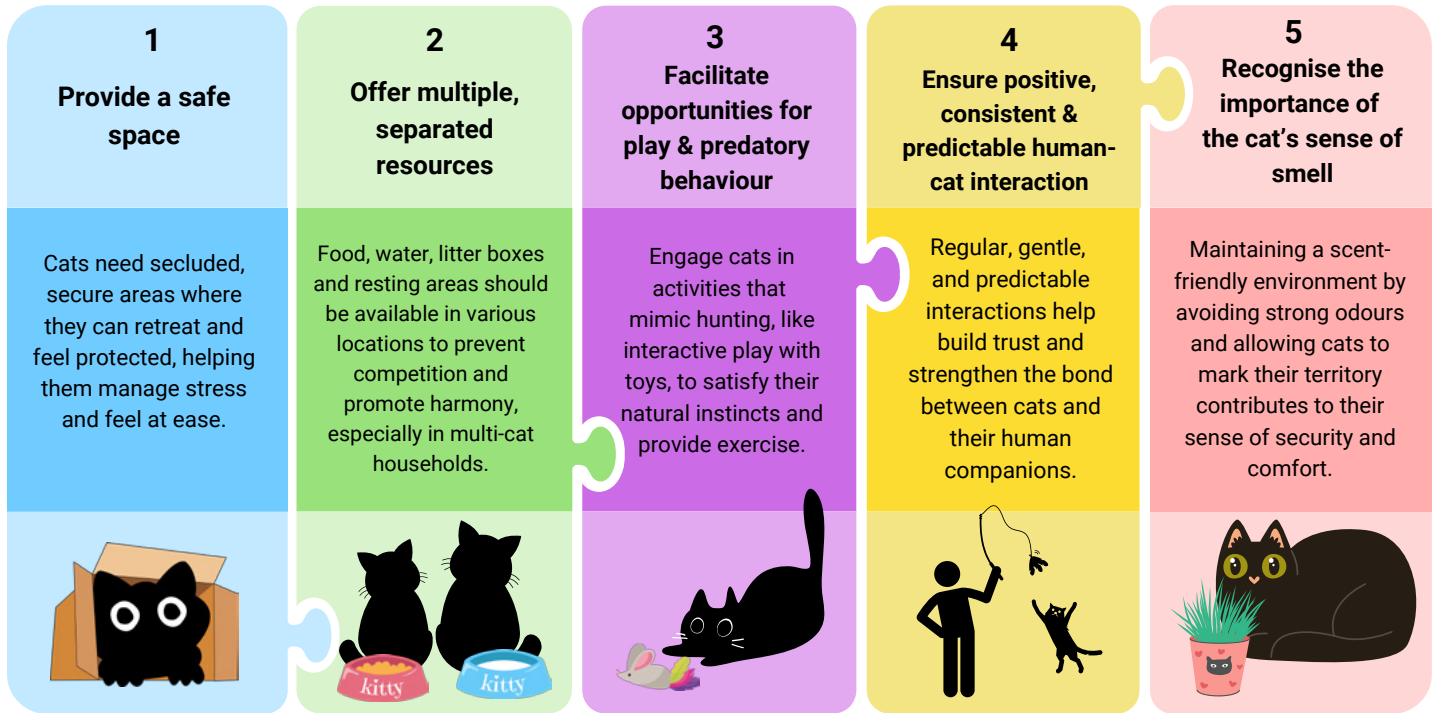 1
Provide a safe
space
Cats need secluded,
secure areas where
they can retreat and
feel protected, helping
them manage stress
and feel at ease.
2
Offer multiple,
separated
resources
Food, water, litter boxes
and resting areas should
be available in various
locations to prevent
competition and
promote harmony,
especially in multi-cat
households.
kitty
kitty
3
Facilitate
opportunities for
play & predatory
behaviour
Engage cats in
activities that
mimic hunting, like
interactive play with
toys, to satisfy their
natural instincts and
provide exercise.
4
Ensure positive,
consistent &
predictable human-
cat interaction
Regular, gentle,
and predictable
interactions help
build trust and
strengthen the bond
between cats and
their human
companions.
5
Recognise the
importance of
the cat's sense of
smell
Maintaining a scent-
friendly environment by
avoiding strong odours
and allowing cats to
mark their territory
contributes to their
sense of security and
comfort.